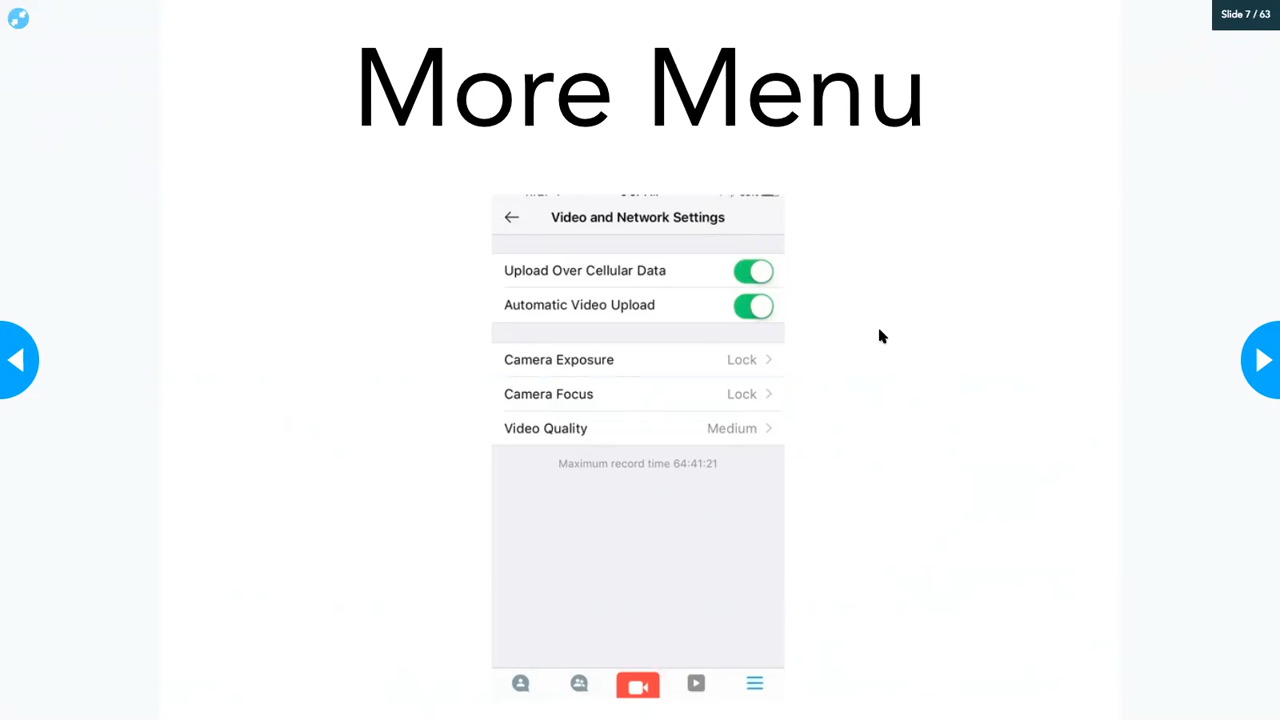 Slide 7 / 63
More Menu
Video and Network Settings
Upload Over Cellular Data
Automatic Video Upload
Camera Exposure Lock
Camera Focus Lock
Video Quality Medium
Maximum record time 64:41:21